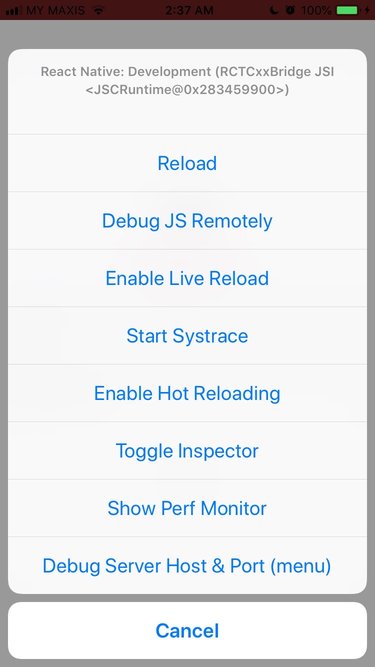 MY MAXIS 2:37 AM 100%
React Native: Development (RCTCxxBridge JSI
<JSCRuntime@0x283459900>)
Reload
Debug JS Remotely
Enable Live Reload
Start Systrace
Enable Hot Reloading
Toggle Inspector
Show Perf Monitor
Debug Server Host & Port (menu)
Cancel